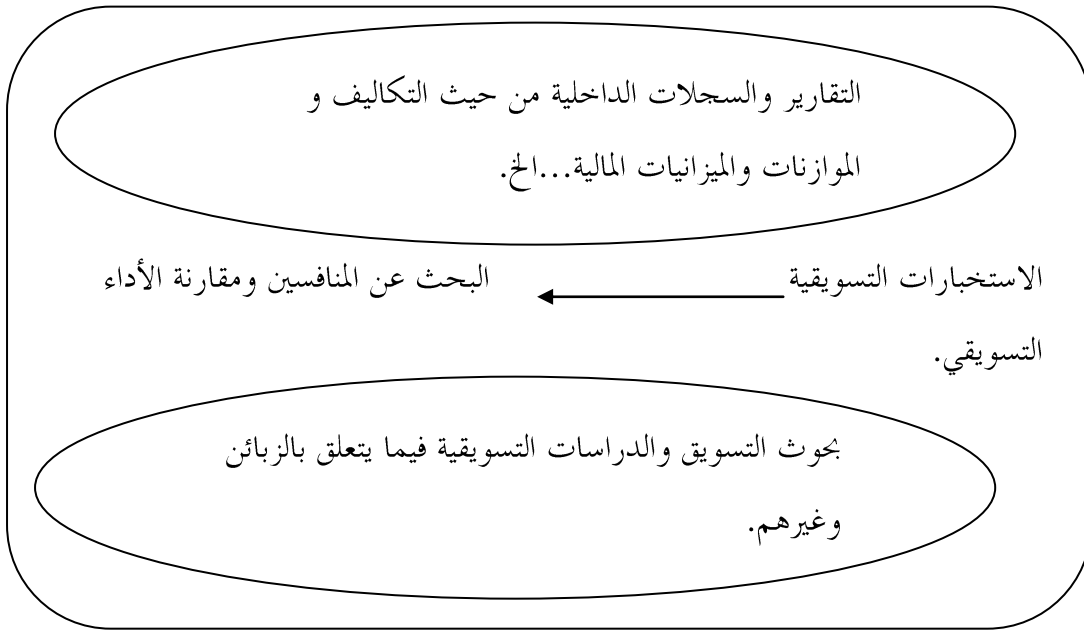 التقارير والسجلات الداخلية من حيث التكاليف و
الموازنات والميزانيات المالية...الخ.
الاستخبارات التسويقية البحث عن المنافسين ومقارنة الأداء
التسويقي.
بحوث التسويق والدراسات التسويقية فيما يتعلق بالزبائن
وغيرهم.